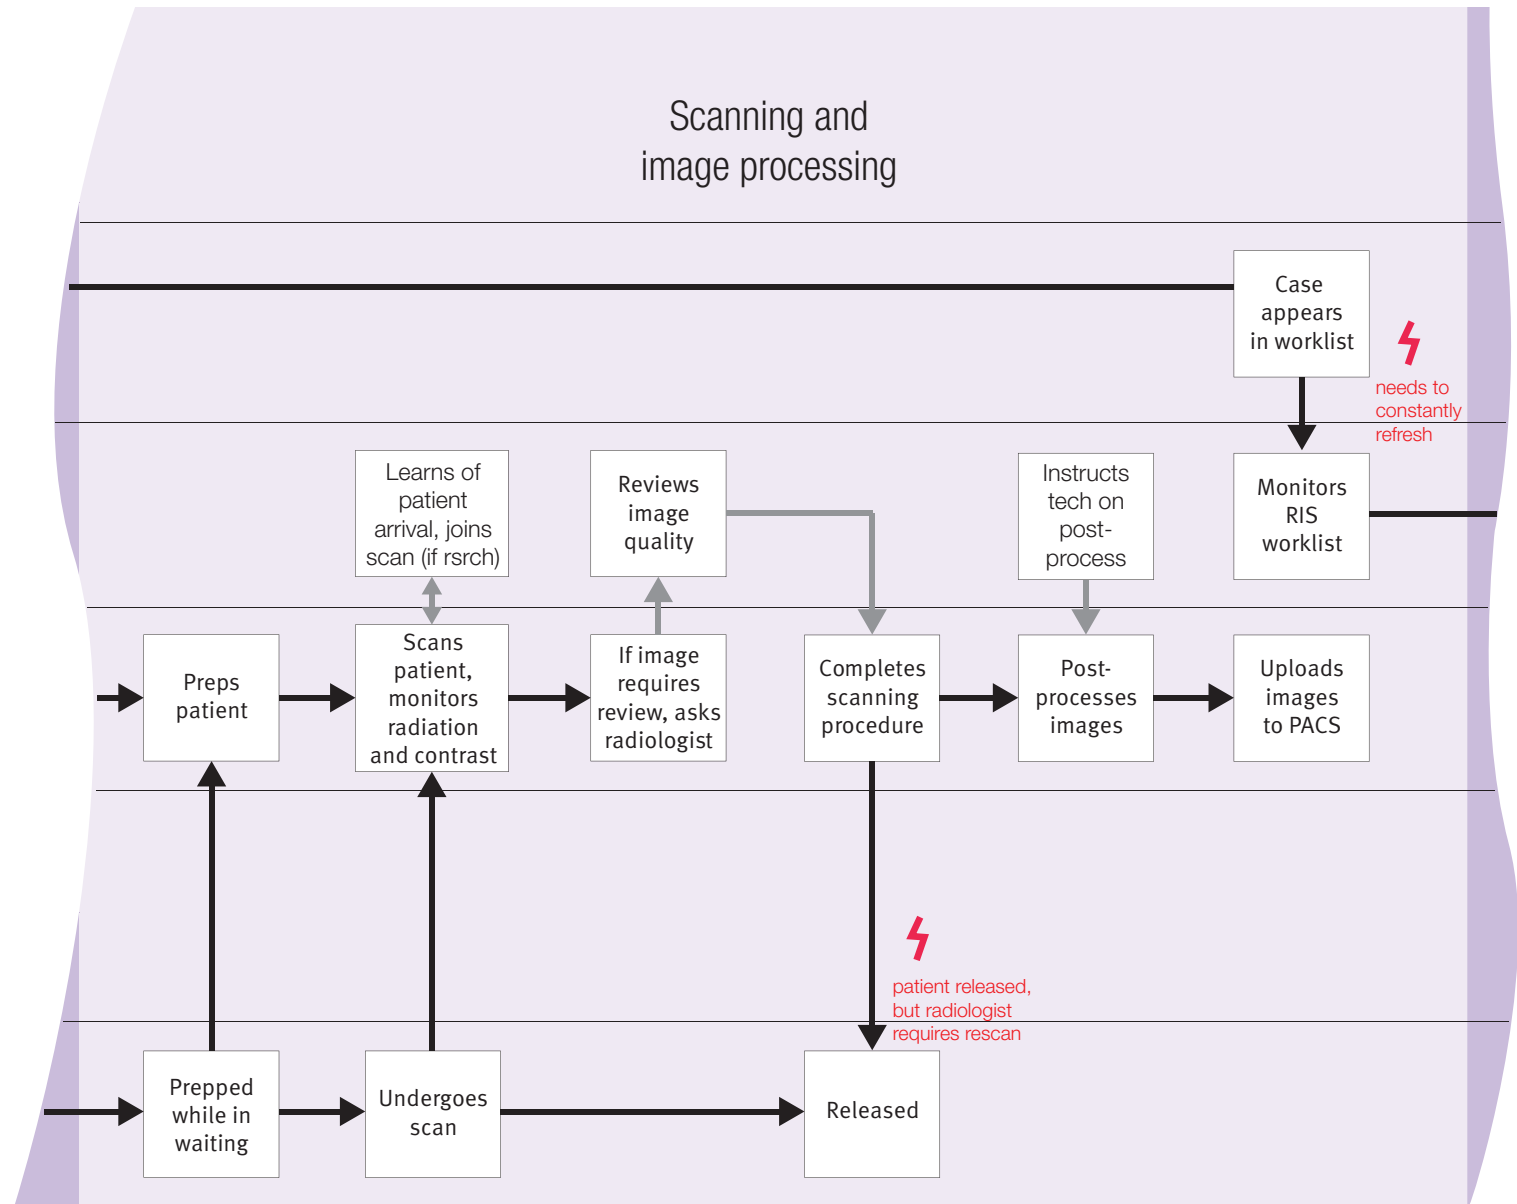 Scanning and
image processing
Case
appears
in worklist
needs to
constantly
refresh
Learns of
patient
arrival, joins
scan (if rsrch)
Reviews
image
quality
Instructs
tech on
post-
process
Monitors
RIS
worklist
Preps
patient
Scans
patient,
monitors
radiation
and contrast
If image
requires
review, asks
radiologist
Completes
scanning
procedure
Post-
processes
images
Uploads
images
to PACS
patient released,
but radiologist
requires rescan
Prepped
while in
waiting
Undergoes
scan
Released